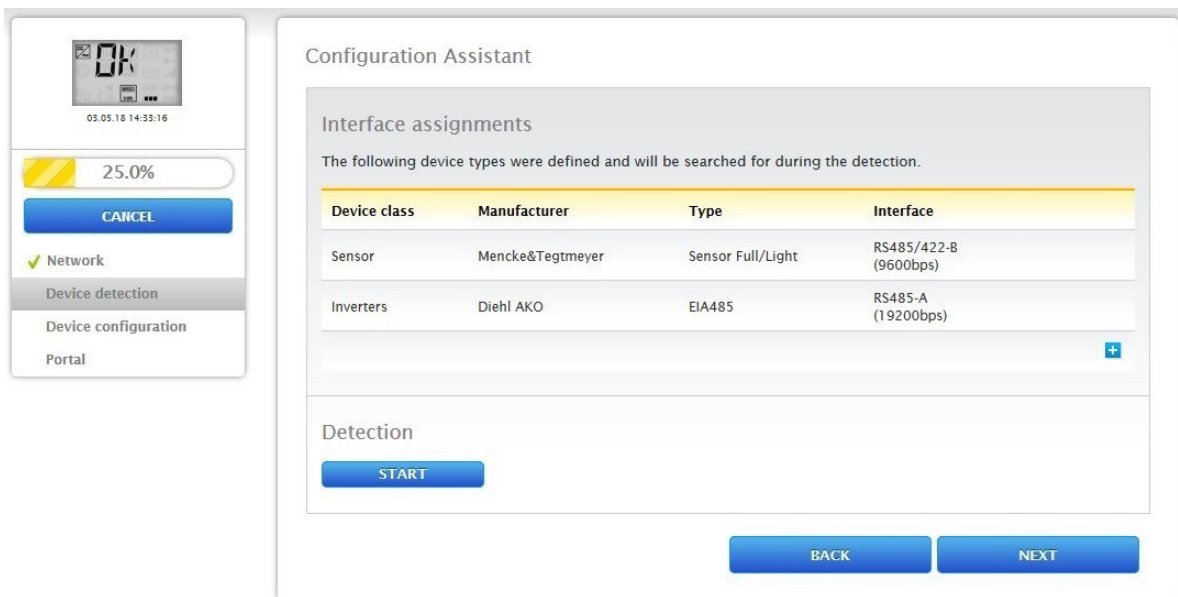 OK
03.05.18 14:33:16
25.0%
CANCEL
Network
Device detection
Device configuration
Portal
Configuration Assistant
Interface assignments
The following device types were defined and will be searched for during the detection.
Device class Manufacturer Type Interface
Sensor Mencke&Tegtmeyer Sensor Full/Light RS485/422-B
(9600bps)
Inverters Diehl AKO EIA485 RS485-A
(19200bps)
Detection
START
BACK NEXT